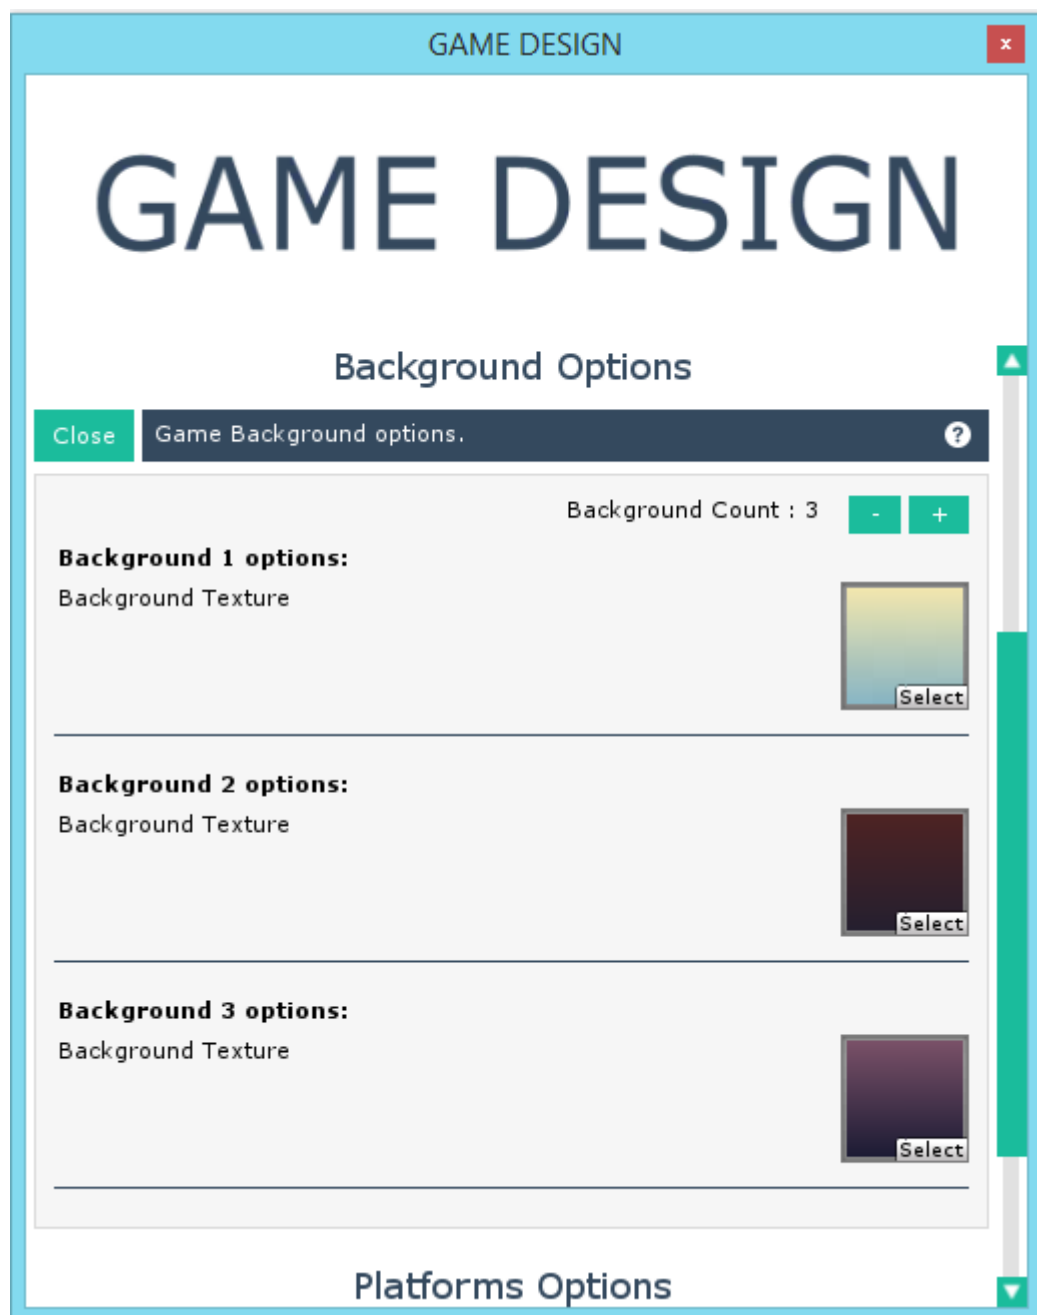 GAME DESIGN
x
GAME DESIGN
Background Options
Close
Game Background options.
?
Background Count : 3
-
+
Background 1 options:
Background Texture
Select
Background 2 options:
Background Texture
Select
Background 3 options:
Background Texture
Select
Platforms Options